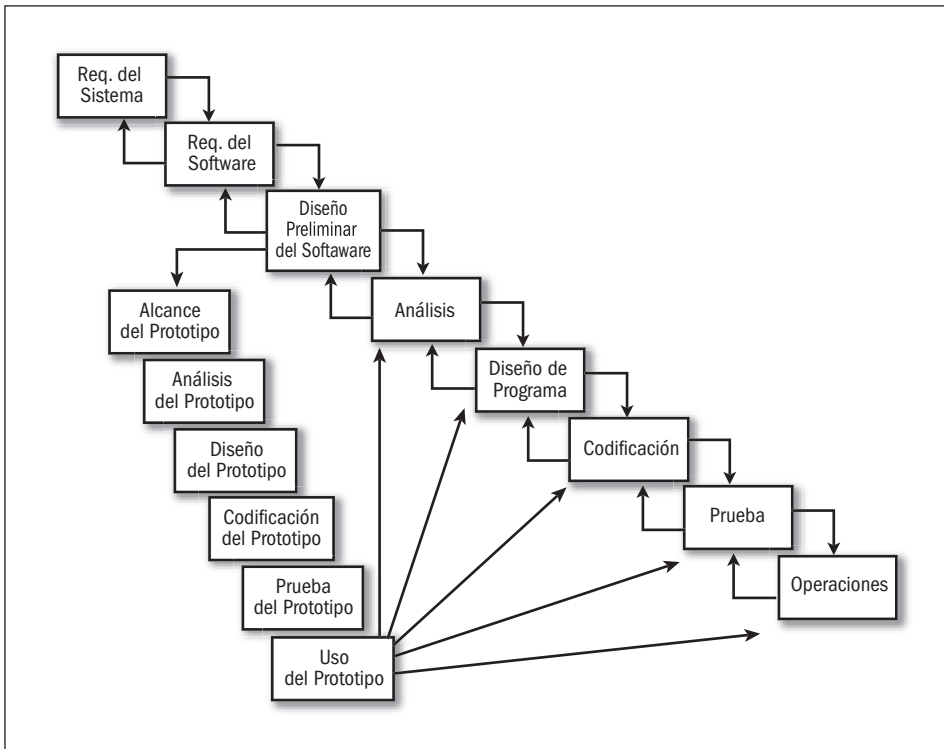 Req. del
Sistema
Req. del
Software
Diseño
Preliminar
del Softaware
Alcance
del Prototipo
Análisis
Análisis
del Prototipo
Diseño de
Programa
Diseño
del Prototipo
Codificación
Codificación
del Prototipo
Prueba
Prueba
del Prototipo
Operaciones
Uso
del Prototipo